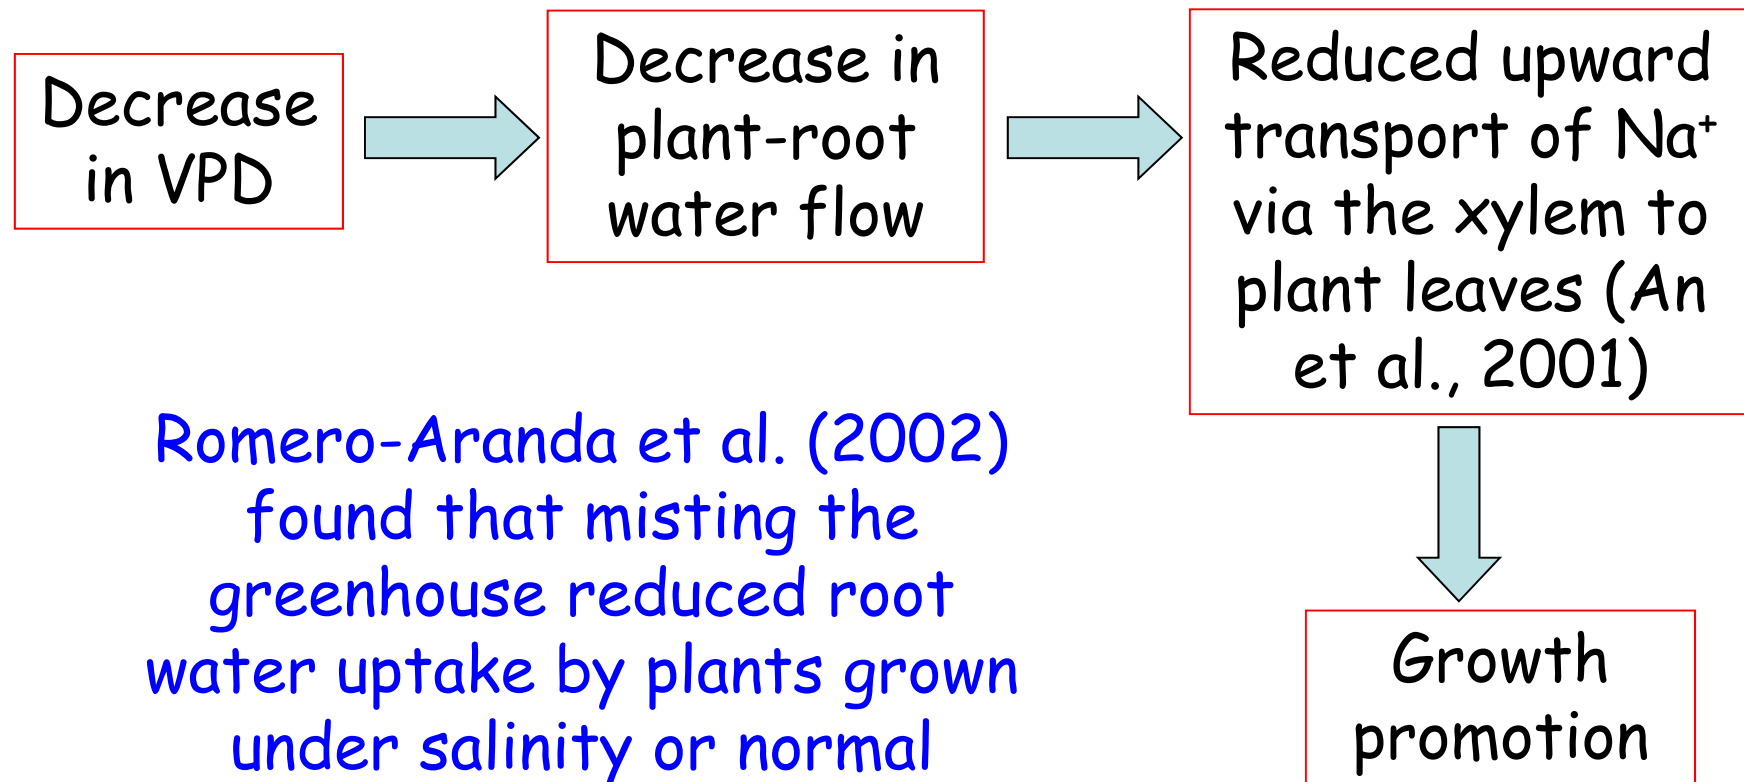 Decrease
in VPD
Decrease in
plant-root
water flow
Reduced upward
transport of Na⁺
via the xylem to
plant leaves (An
et al., 2001)
Romero-Aranda et al. (2002)
found that misting the
greenhouse reduced root
water uptake by plants grown
under salinity or normal
Growth
promotion